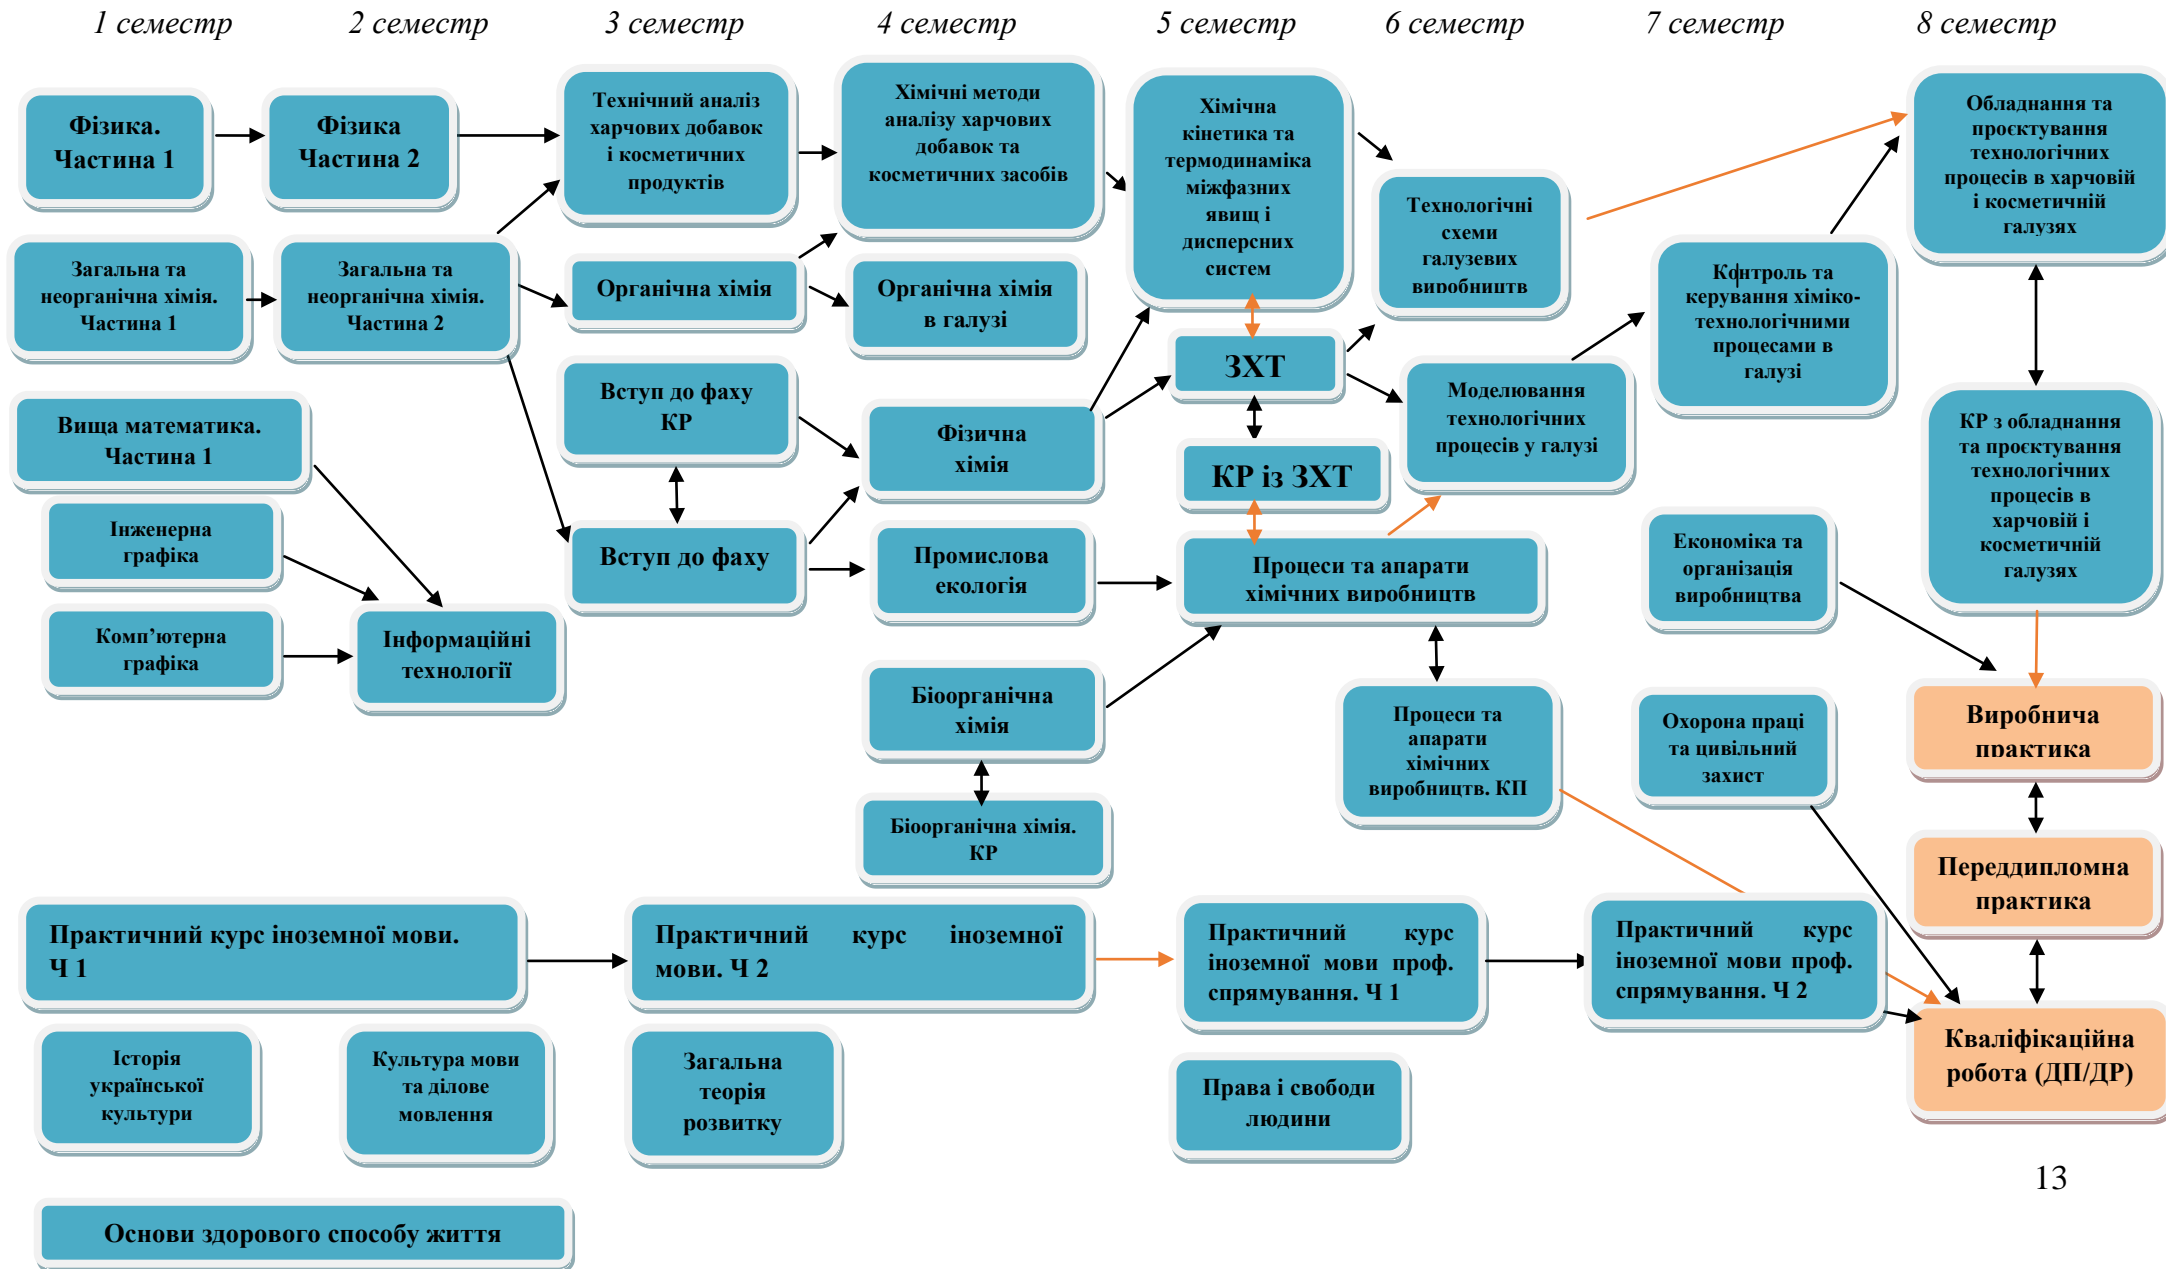 1 семестр
2 семестр
3 семестр
4 семестр
5 семестр
6 семестр
7 семестр
8 семестр
Фізика.
Частина 1
Фізика
Частина 2
Технічний аналіз
харчових добавок
і косметичних
продуктів
Хімічні методи
аналізу харчових
добавок та
косметичних засобів
Хімічна
кінетика та
термодинаміка
міжфазних
явищ і
дисперсних
систем
Технологічні
схеми
галузевих
виробництв
Обладнання та
проєктування
технологічних
процесів в харчовій
і косметичній
галузях
Загальна та
неорганічна хімія.
Частина 1
Загальна та
неорганічна хімія.
Частина 2
Органічна хімія
Органічна хімія
в галузі
Контроль та
керування хіміко-
технологічними
процесами в
галузі
ЗХТ
Вступ до фаху
КР
Вища математика.
Частина 1
Фізична
хімія
КР із ЗХТ
Моделювання
технологічних
процесів у галузі
КР з обладнання
та проєктування
технологічних
процесів в
харчовій і
косметичній
галузях
Інженерна
графіка
Вступ до фаху
Промислова
екологія
Процеси та апарати
хімічних виробництв
Економіка та
організація
виробництва
Комп’ютерна
графіка
Інформаційні
технології
Біоорганічна
хімія
Процеси та
апарати
хімічних
виробництв. КП
Охорона праці
та цивільний
захист
Виробнича
практика
Біоорганічна хімія.
КР
Переддипломна
практика
Практичний курс іноземної мови.
Ч 1
Практичний курс іноземної
мови. Ч 2
Практичний курс
іноземної мови проф.
спрямування. Ч 1
Практичний курс
іноземної мови проф.
спрямування. Ч 2
Кваліфікаційна
робота (ДП/ДР)
Історія
української
культури
Культура мови
та ділове
мовлення
Загальна
теорія
розвитку
Права і свободи
людини
13
Основи здорового способу життя